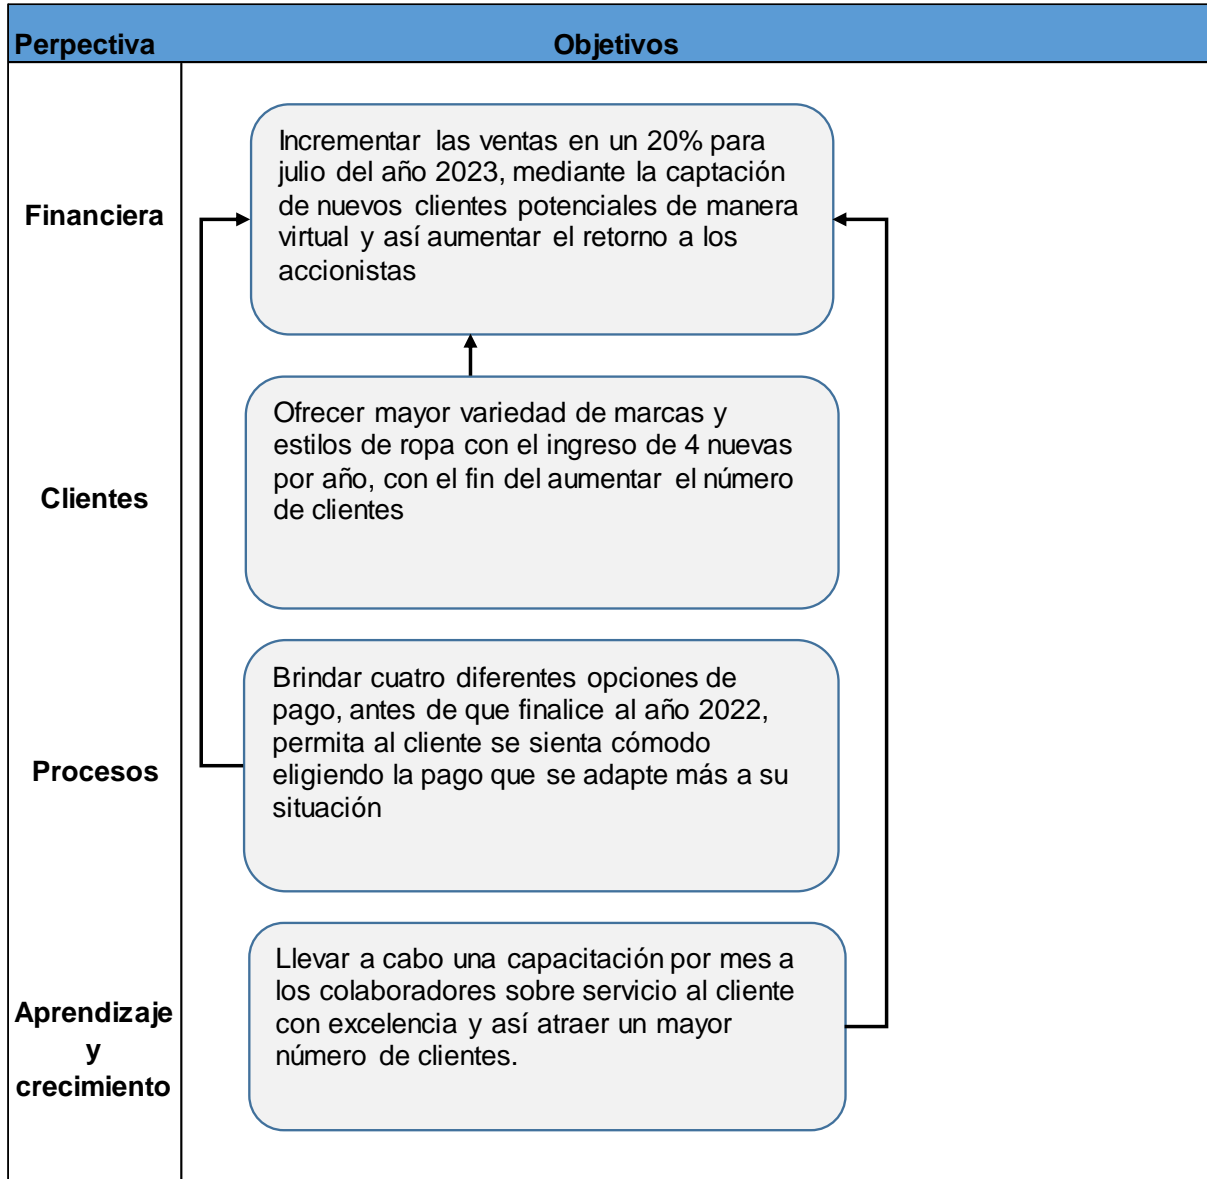 Perpectiva
Objetivos
Financiera
Incrementar las ventas en un 20% para
julio del año 2023, mediante la captación
de nuevos clientes potenciales de manera
virtual y así aumentar el retorno a los
accionistas
Clientes
Ofrecer mayor variedad de marcas y
estilos de ropa con el ingreso de 4 nuevas
por año, con el fin del aumentar el número
de clientes
Procesos
Brindar cuatro diferentes opciones de
pago, antes de que finalice al año 2022,
permita al cliente se sienta cómodo
eligiendo la pago que se adapte más a su
situación
Aprendizaje
y
crecimiento
Llevar a cabo una capacitación por mes a
los colaboradores sobre servicio al cliente
con excelencia y así atraer un mayor
número de clientes.